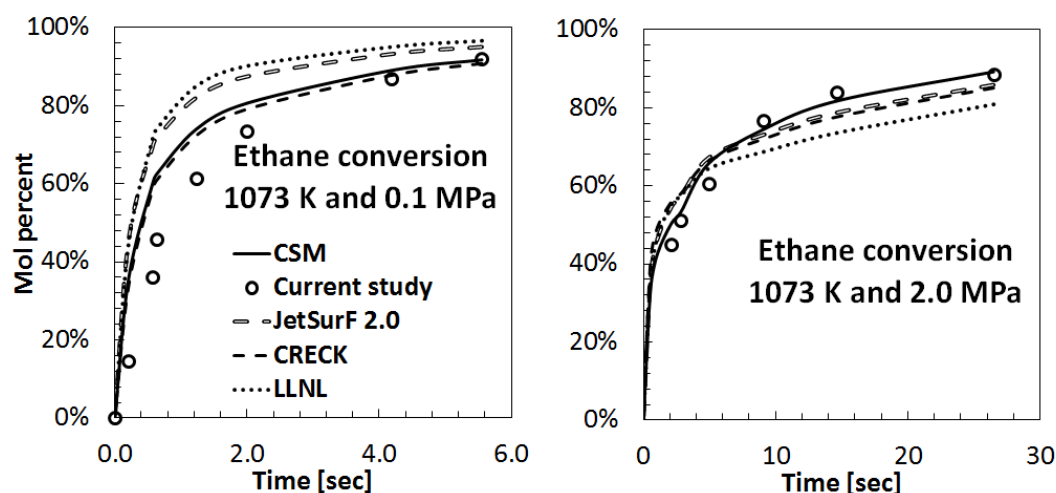 100%
80%
60%
40%
20%
0%
Mol percent
Ethane conversion
1073 K and 0.1 MPa
CSM
Current study
JetSurF 2.0
CRECK
LLNL
0.0
2.0
4.0
6.0
Time [sec]
100%
80%
60%
40%
20%
0%
Ethane conversion
1073 K and 2.0 MPa
0
10
20
30
Time [sec]